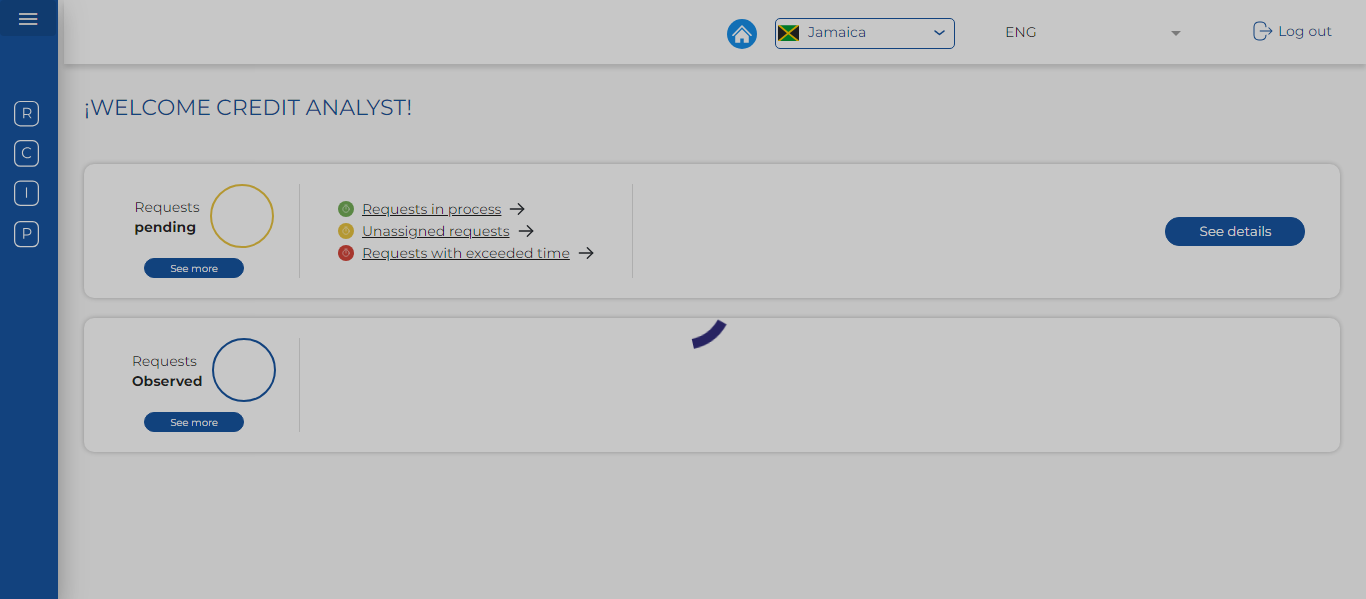 Jamaica
ENG
Log out
¡WELCOME CREDIT ANALYST!
R
C
I
P
Requests
pending
See more
Requests in process
Unassigned requests
Requests with exceeded time
See details
Requests
Observed
See more